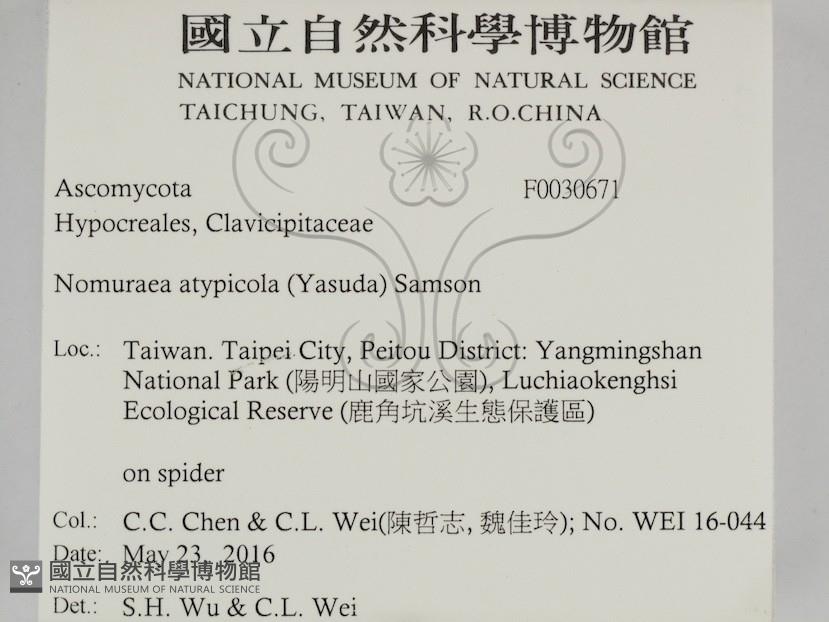 國立自然科學博物館
NATIONAL MUSEUM OF NATURAL SCIENCE
TAICHUNG, TAIWAN, R.O.CHINA
Ascomycota F0030671
Hypocreales, Clavicipitaceae
Nomuraea atypicola (Yasuda) Samson
Loc.: Taiwan. Taipei City, Peitou District: Yangmingshan
National Park (陽明山國家公園), Luchiaokenghsi
Ecological Reserve (鹿角坑溪生態保護區)
on spider
Col.: C.C. Chen & C.L. Wei(陳哲志, 魏佳玲); No. WEI 16-044
Date: May 23, 2016
國立自然科學博物館
NATIONAL MUSEUM OF NATURAL SCIENCE
Det.: S.H. Wu & C.L. Wei